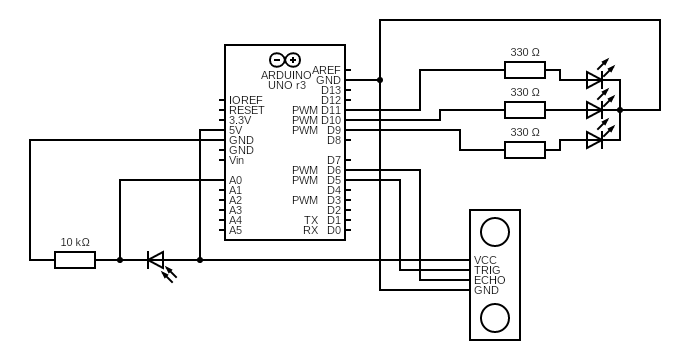 330 Ω
330 Ω
330 Ω
ARDUINO
UNO r3
AREF
GND
D13
D12
PWM D11
PWM D10
PWM D9
D8
D7
PWM D6
PWM D5
D4
PWM D3
D2
TX D1
RX D0
IOREF
RESET
3.3V
5V
GND
GND
Vin
A0
A1
A2
A3
A4
A5
10 kΩ
VCC
TRIG
ECHO
GND